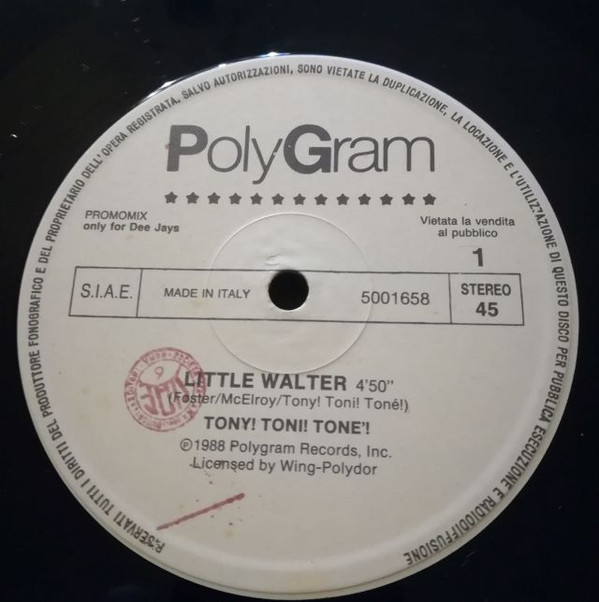 RISERVATI TUTTI I DIRITTI DEL PRODUTTORE FONOGRAFICO E DEL PROPRIETARIO DELL'OPERA REGISTRATA. SALVO AUTORIZZAZIONI, SONO VIETATE LA DUPLICAZIONE, LA LOCAZIONE E L'UTILIZZAZIONE DI QUESTO DISCO PER PUBBLICA ESECUZIONE E RADIODIFFUSIONE
PolyGram
PROMOMIX
only for Dee Jays
Vietata la vendita
al pubblico
1
S.I.A.E. MADE IN ITALY 5001658 STEREO
45
LITTLE WALTER 4'50"
(Foster/McElroy/Tony! Toni! Toné!)
TONY! TONI! TONE'!
℗1988 Polygram Records, Inc.
Licensed by Wing-Polydor